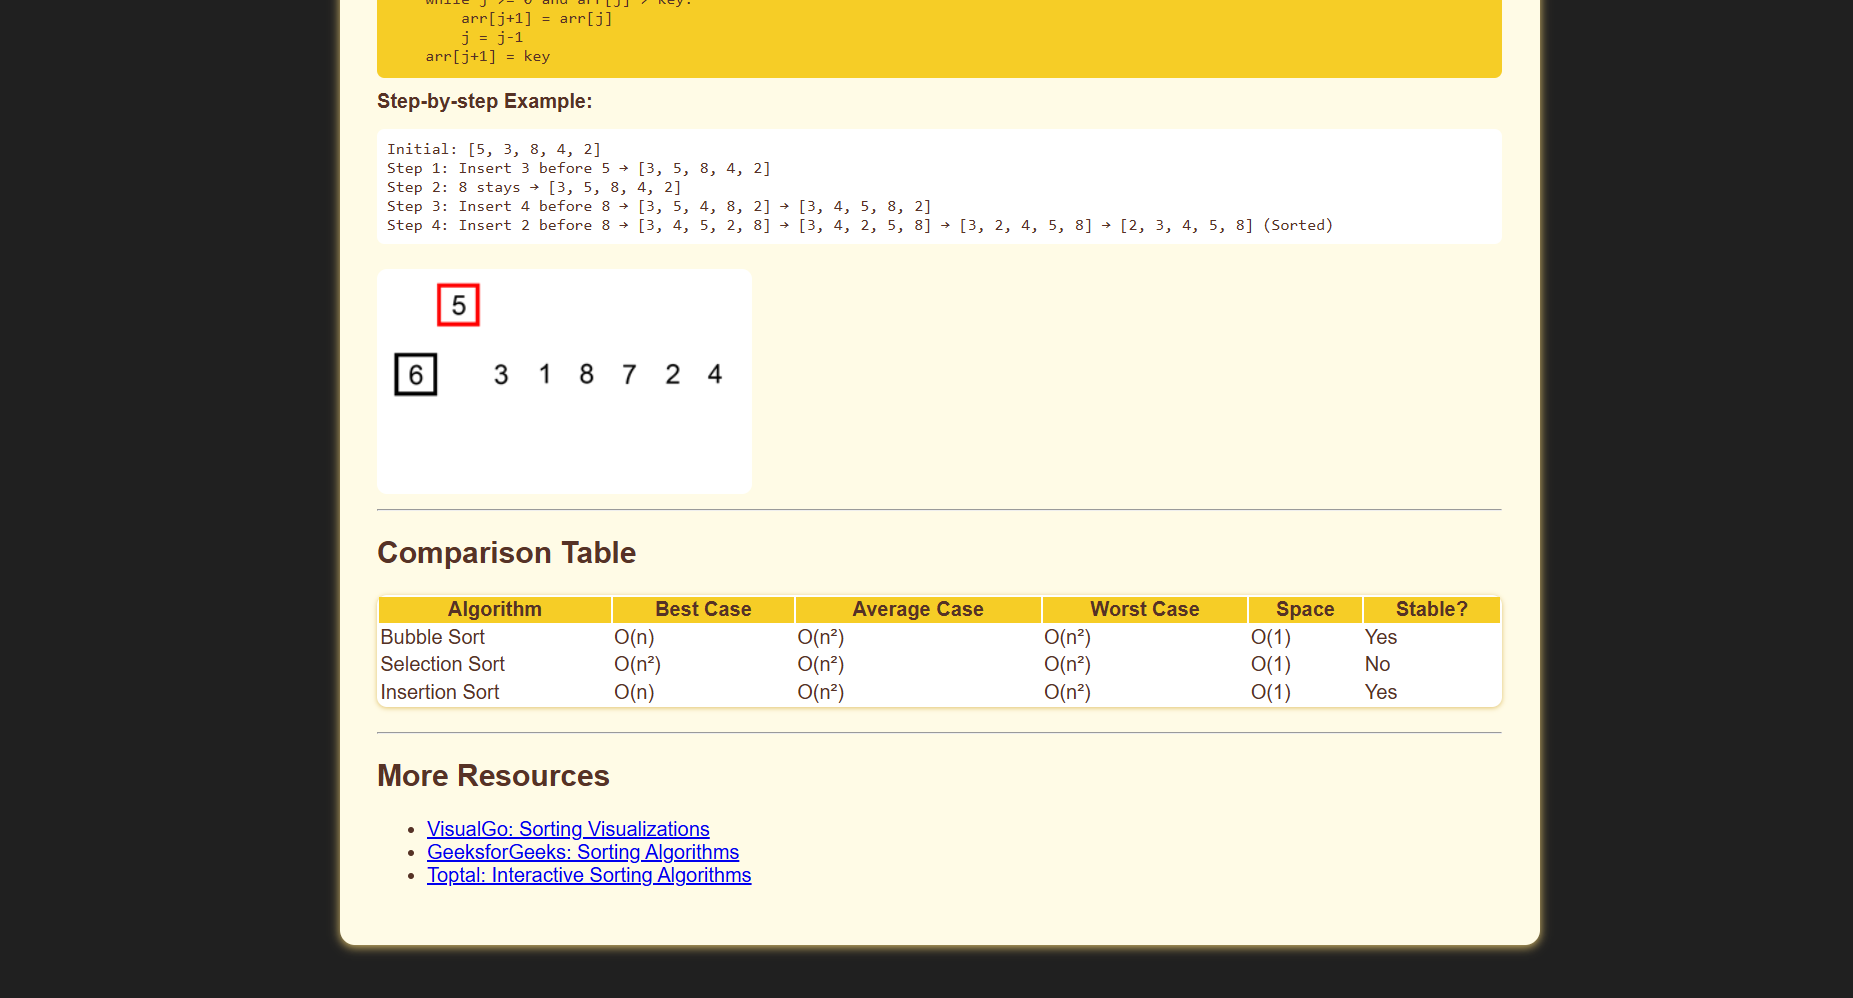 while j >= 0 and arr[j] > key:
arr[j+1] = arr[j]
j = j-1
arr[j+1] = key
Step-by-step Example:
Initial: [5, 3, 8, 4, 2]
Step 1: Insert 3 before 5 → [3, 5, 8, 4, 2]
Step 2: 8 stays → [3, 5, 8, 4, 2]
Step 3: Insert 4 before 8 → [3, 5, 4, 8, 2] → [3, 4, 5, 8, 2]
Step 4: Insert 2 before 8 → [3, 4, 5, 2, 8] → [3, 4, 2, 5, 8] → [3, 2, 4, 5, 8] → [2, 3, 4, 5, 8] (Sorted)
5
6 3 1 8 7 2 4
Comparison Table
Algorithm Best Case Average Case Worst Case Space Stable?
Bubble Sort O(n) O(n²) O(n²) O(1) Yes
Selection Sort O(n²) O(n²) O(n²) O(1) No
Insertion Sort O(n) O(n²) O(n²) O(1) Yes
More Resources
• VisualGo: Sorting Visualizations
• GeeksforGeeks: Sorting Algorithms
• Toptal: Interactive Sorting Algorithms